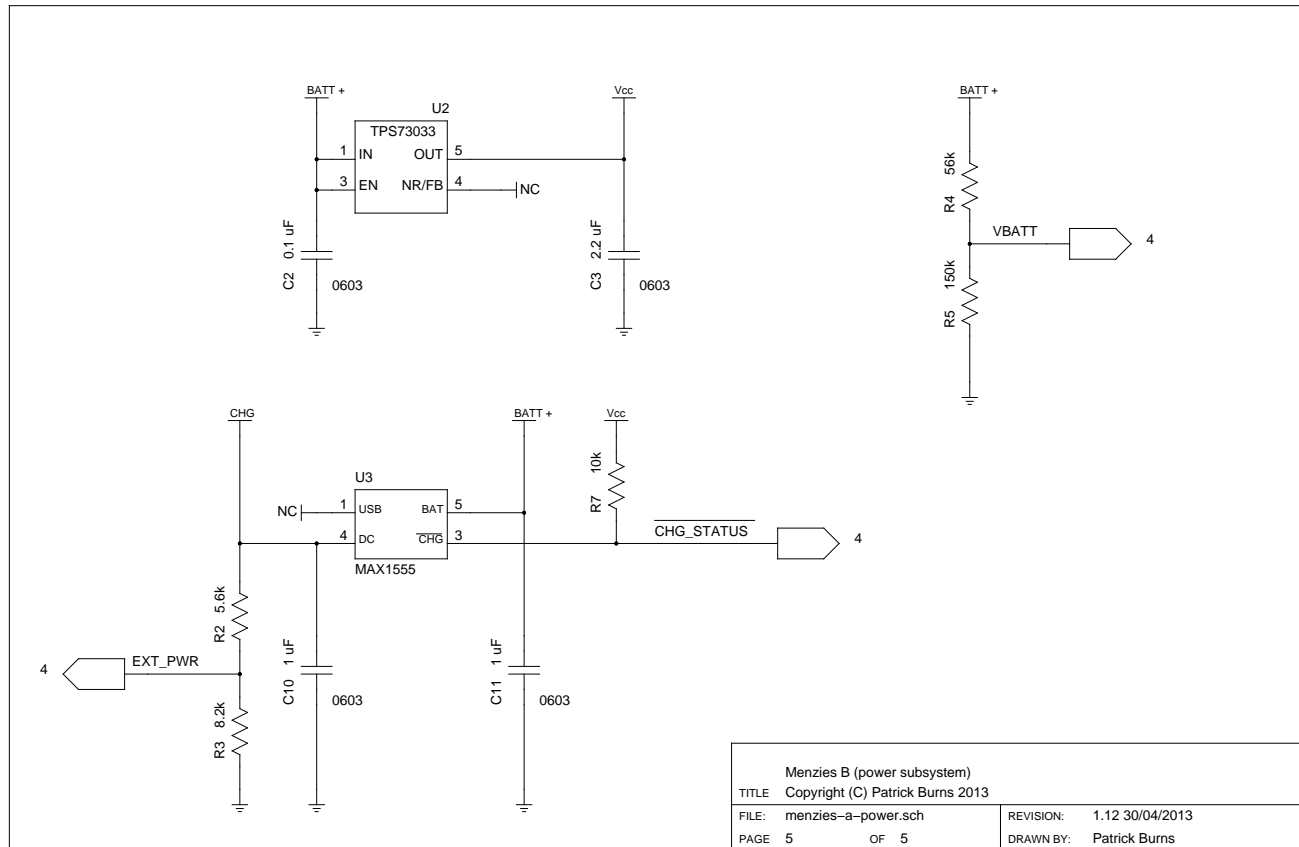 BATT +
Vcc
BATT +
U2
TPS73033
1 IN OUT 5
3 EN NR/FB 4 NC
C2 0.1 uF 0603
C3 2.2 uF 0603
R4 56k
VBATT 4
R5 150k
CHG
BATT +
Vcc
U3
R7 10k
NC 1 USB BAT 5
4 DC CHG 3
CHG_STATUS 4
MAX1555
R2 5.6k
4 EXT_PWR
C10 1 uF 0603
C11 1 uF 0603
R3 8.2k
Menzies B (power subsystem)
TITLE Copyright (C) Patrick Burns 2013
FILE: menzies−a−power.sch REVISION: 1.12 30/04/2013
PAGE 5 OF 5 DRAWN BY: Patrick Burns